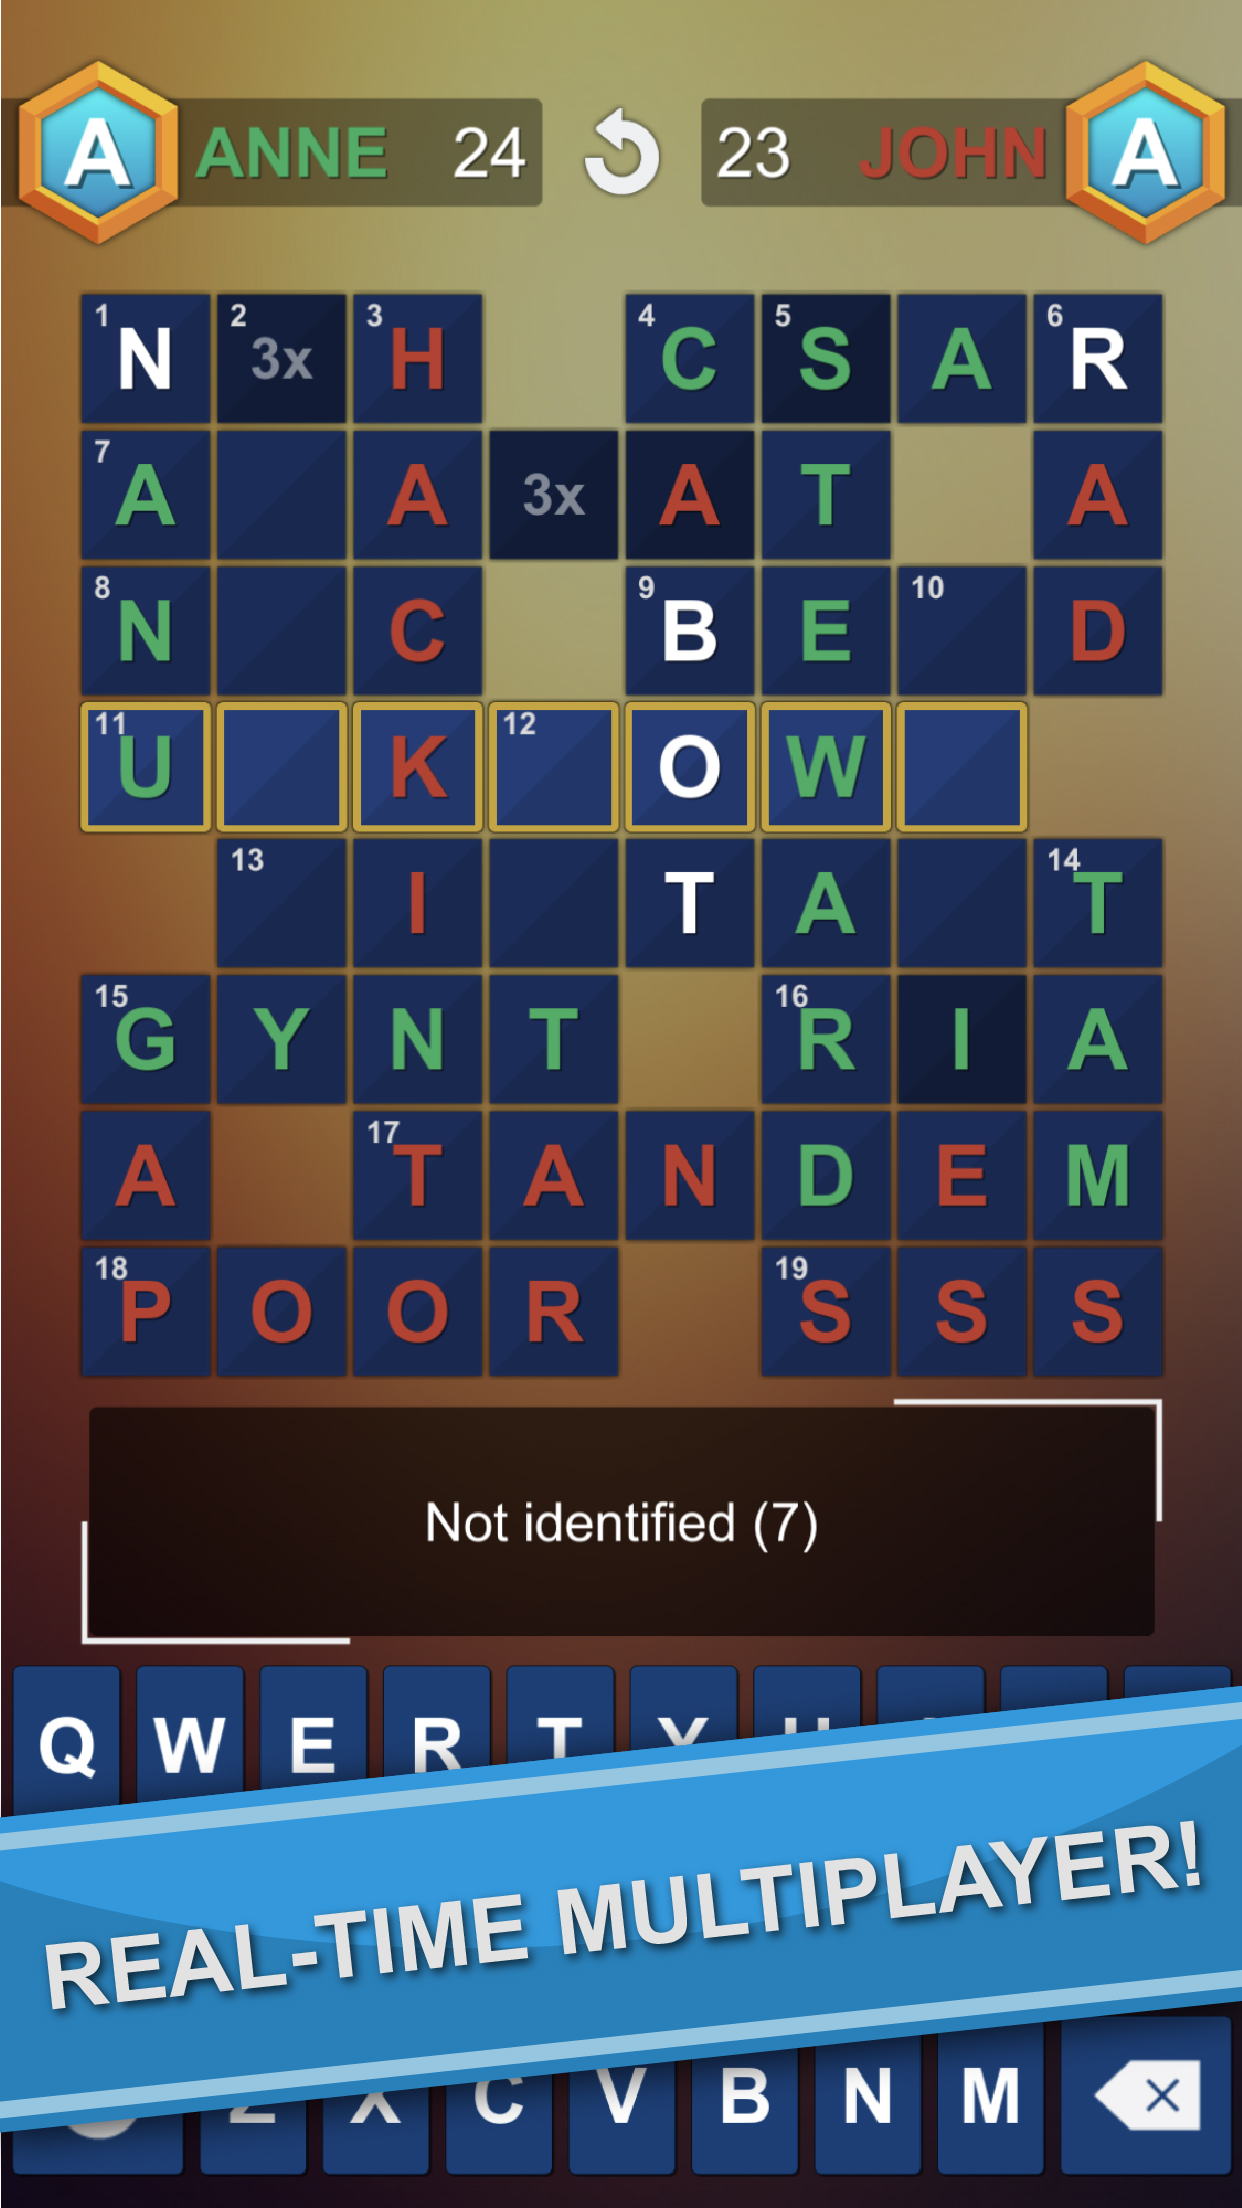 A ANNE 24 23 JOHN A
1 N 2 3x 3 H 4 C 5 S A 6 R
7 A A 3x A T A
8 N C 9 B E 10 D
11 U K 12 O W
13 I T A 14 T
15 G Y N T 16 R I A
A 17 T A N D E M
18 P O O R 19 S S S
Not identified (7)
Q W E R T Y U
REAL-TIME MULTIPLAYER!
Z X C V B N M